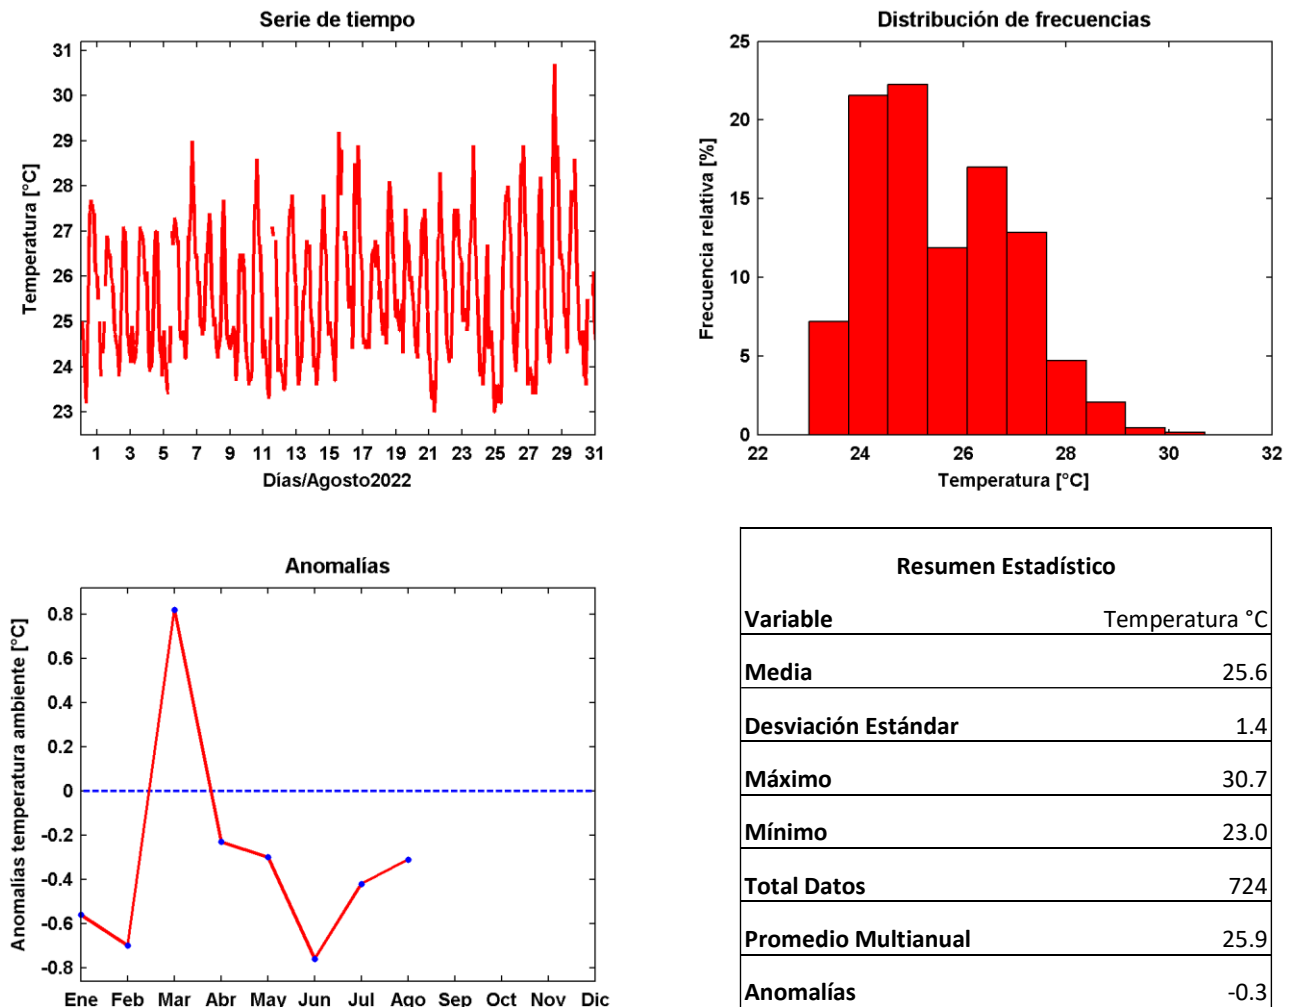 Serie de tiempo
31
30
29
28
27
26
25
24
23
Temperatura [°C]
1 3 5 7 9 11 13 15 17 19 21 23 25 27 29 31
Días/Agosto2022
Distribución de frecuencias
25
20
15
10
5
0
Frecuencia relativa [%]
22 24 26 28 30 32
Temperatura [°C]
Anomalías
0.8
0.6
0.4
0.2
0
-0.2
-0.4
-0.6
-0.8
Anomalías temperatura ambiente [°C]
Ene Feb Mar Abr May Jun Jul Ago Sep Oct Nov Dic
Resumen Estadístico
Variable Temperatura °C
Media 25.6
Desviación Estándar 1.4
Máximo 30.7
Mínimo 23.0
Total Datos 724
Promedio Multianual 25.9
Anomalías -0.3